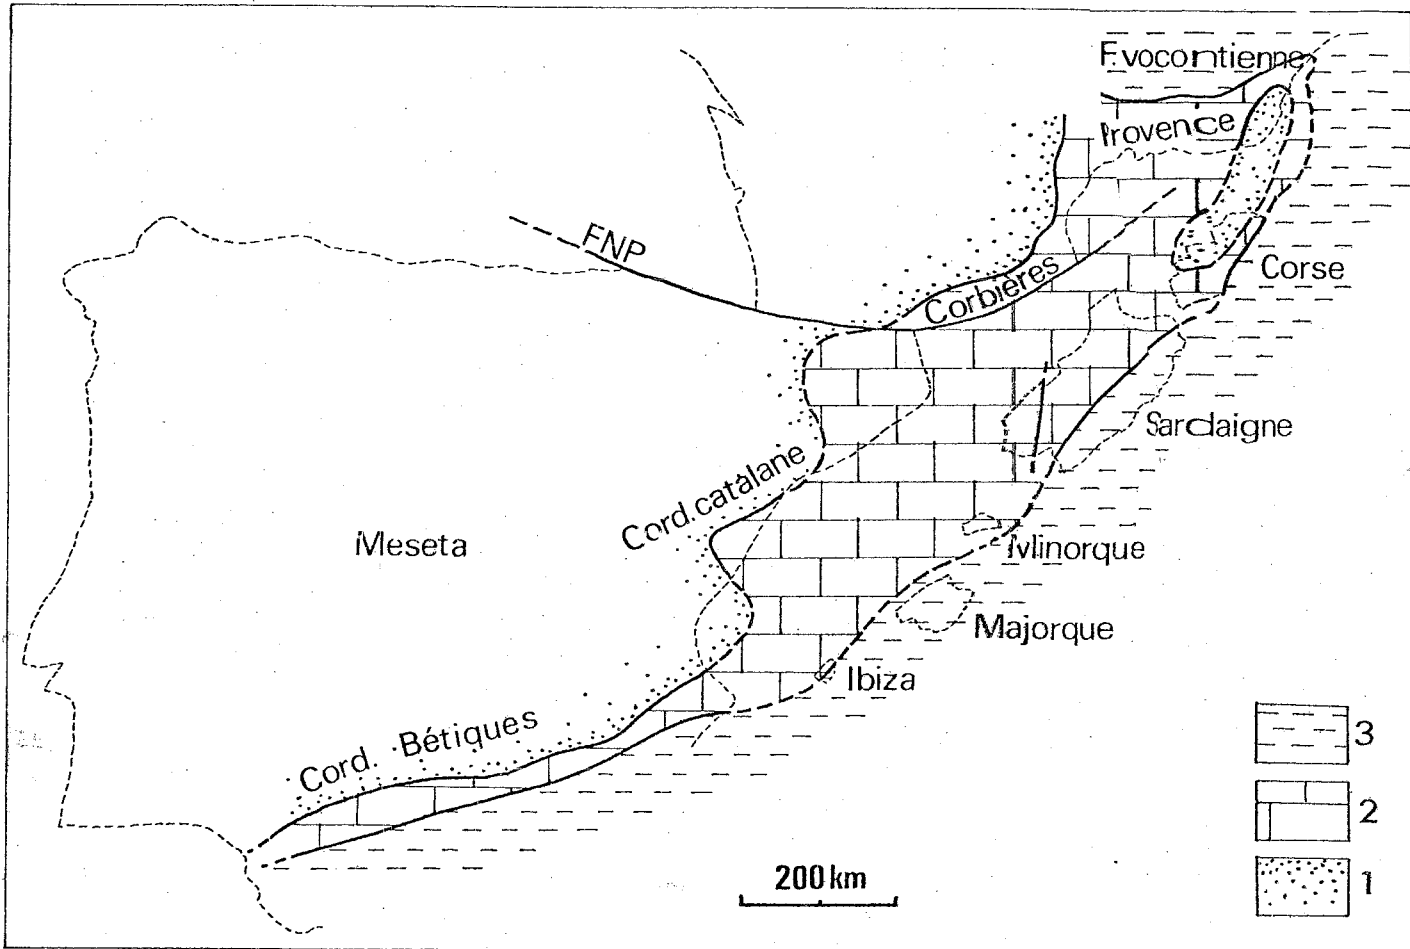 F.vocontienne
Provence
FNP
Corbières
Corse
Sardaigne
Cord.catalane
Meseta
Minorque
Majorque
Ibiza
Cord. Bétiques
3
2
1
200 km